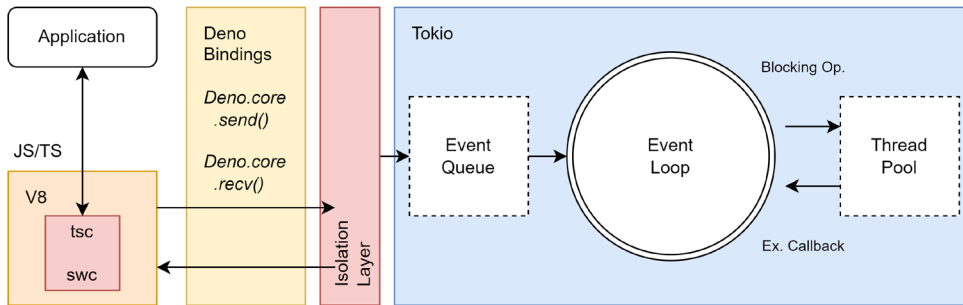 Application
JS/TS
V8
tsc
swc
Deno
Bindings
Deno.core
.send()
Deno.core
.recv()
Isolation
Layer
Tokio
Event
Queue
Event
Loop
Blocking Op.
Thread
Pool
Ex. Callback